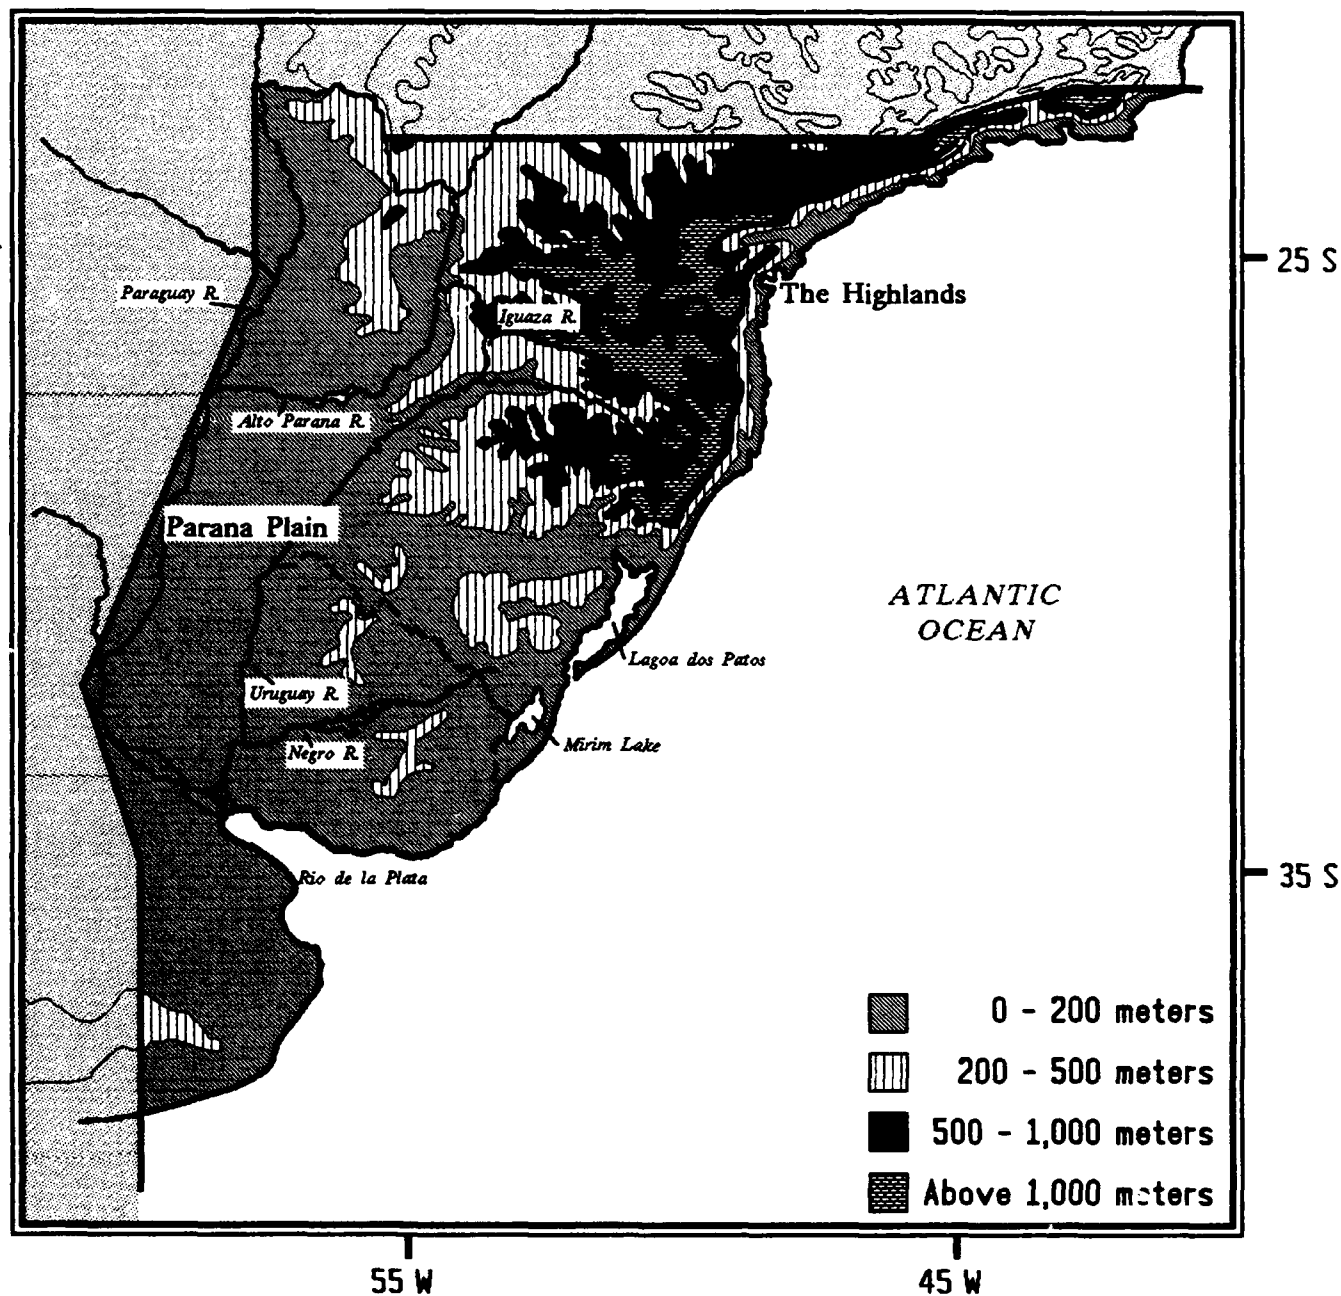 25 S
Paraguay R.
The Highlands
Iguaza R.
Alto Parana R.
Parana Plain
ATLANTIC
OCEAN
Lagoa dos Patos
Uruguay R.
Negro R.
Mirim Lake
35 S
Rio de la Plata
0 - 200 meters
200 - 500 meters
500 - 1,000 meters
Above 1,000 meters
55 W
45 W